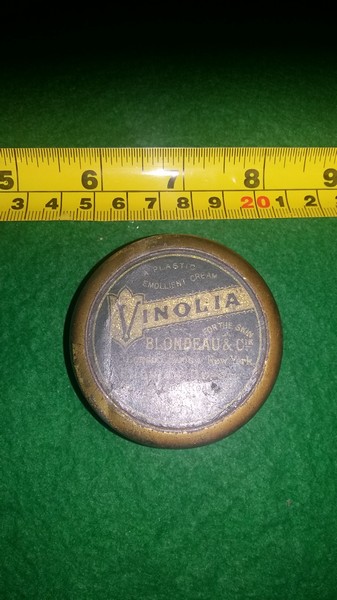 5 6 7 8 9
3 4 5 6 7 8 9 20 1 2 3 4
A PLASTIC
EMOLLIENT CREAM
VINOLIA
FOR THE SKIN
BLONDEAU & Cie
New York